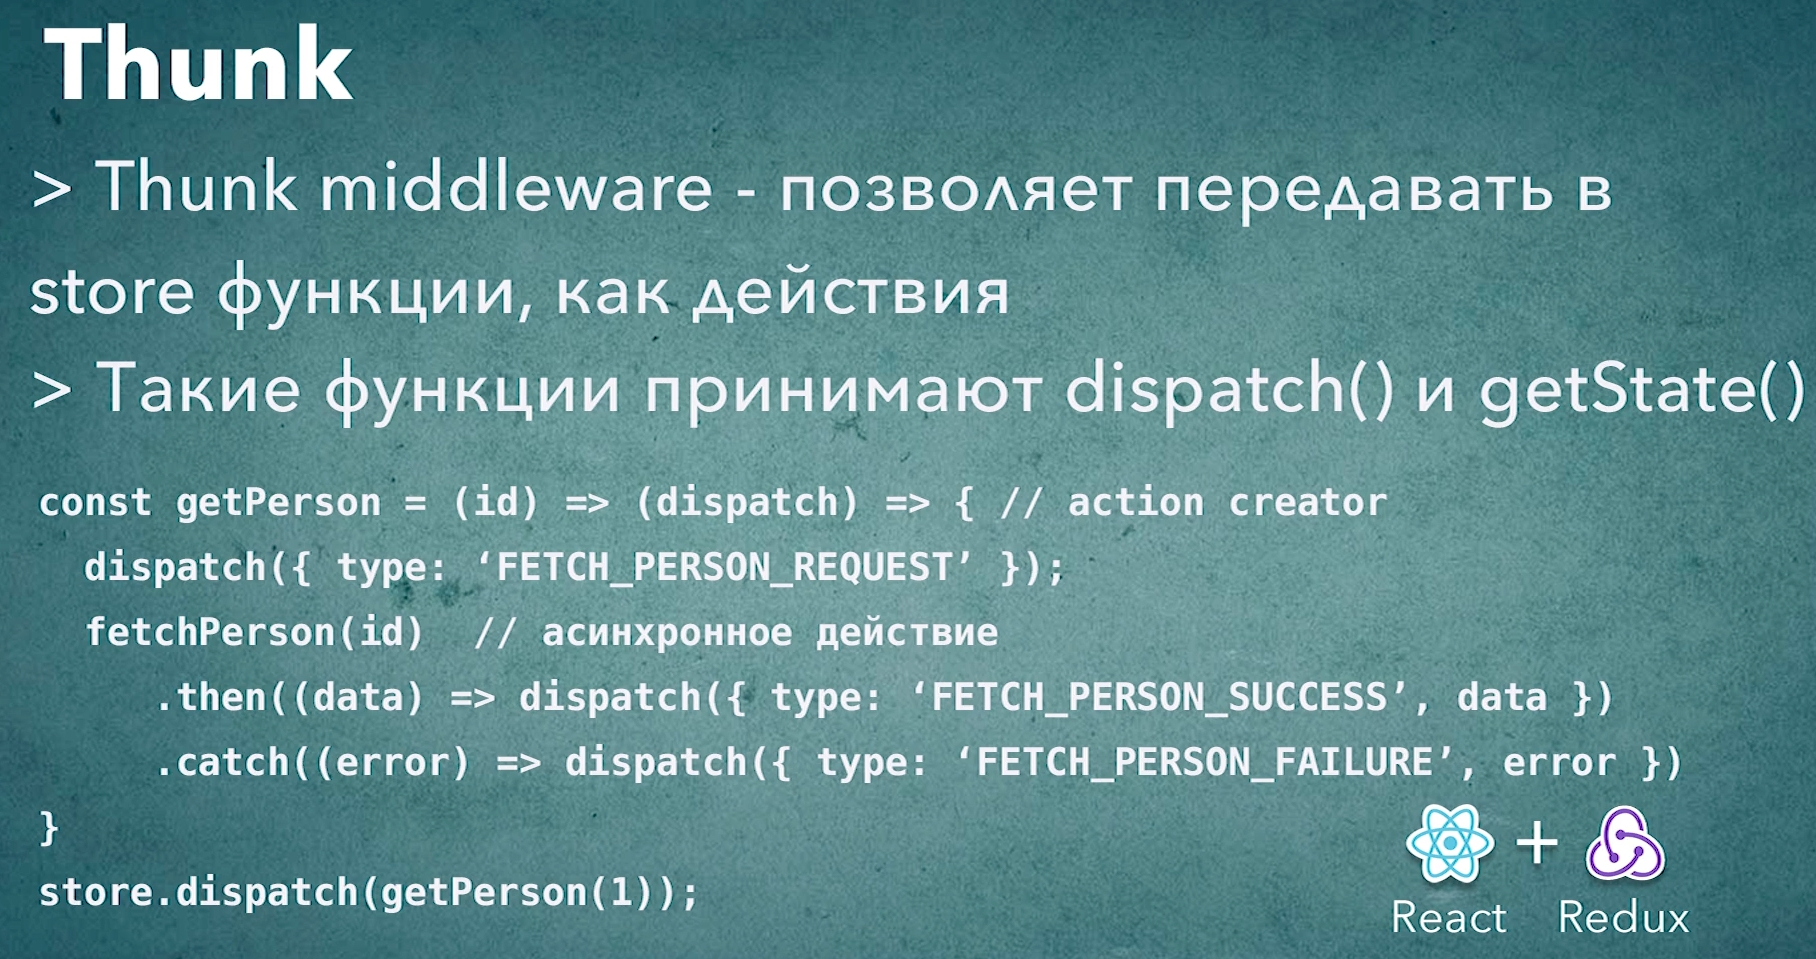 Thunk
> Thunk middleware - позволяет передавать в
store функции, как действия
> Такие функции принимают dispatch() и getState()
const getPerson = (id) => (dispatch) => { // action creator
dispatch({ type: ‘FETCH_PERSON_REQUEST’ });
fetchPerson(id)  // асинхронное действие
.then((data) => dispatch({ type: ‘FETCH_PERSON_SUCCESS’, data })
.catch((error) => dispatch({ type: ‘FETCH_PERSON_FAILURE’, error })
}
store.dispatch(getPerson(1));
+
React Redux